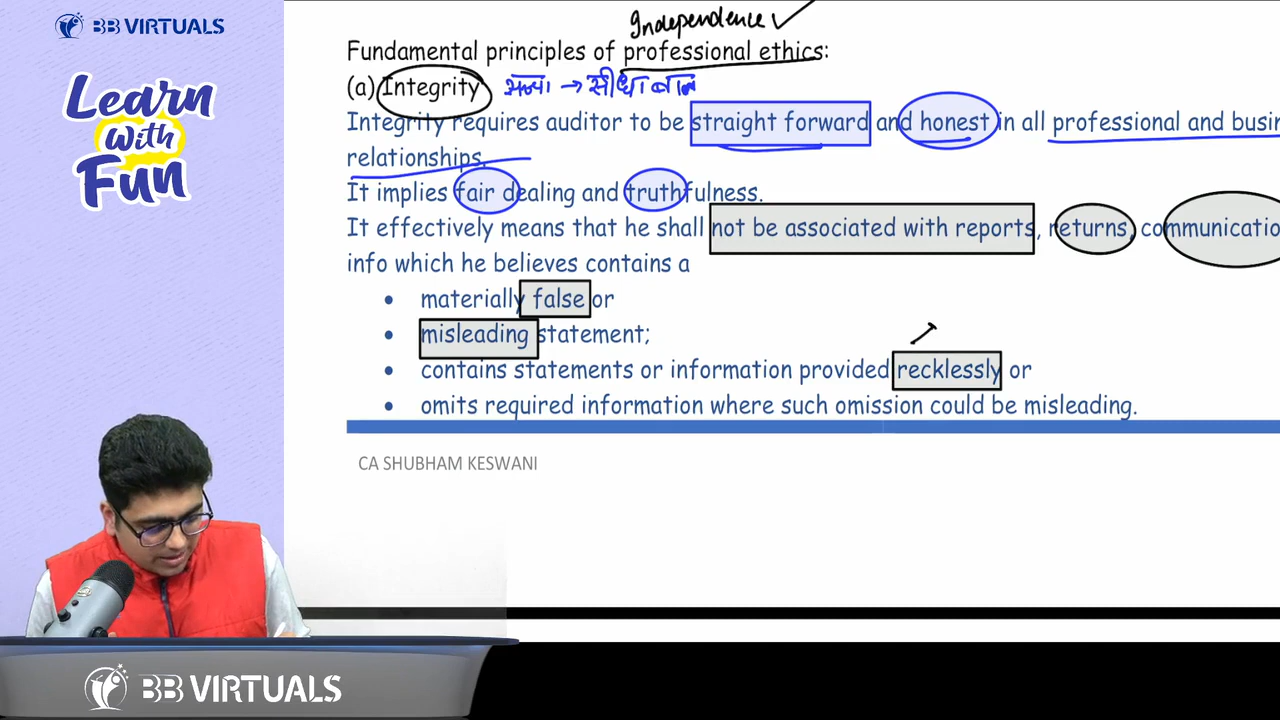 BB VIRTUALS
Learn
With
Fun
Independence
Fundamental principles of professional ethics:
(a) Integrity सीधा
Integrity requires auditor to be straight forward and honest in all professional and busin
relationships.
It implies fair dealing and truthfulness.
It effectively means that he shall not be associated with reports, returns, communicatio
info which he believes contains a
• materially false or
• misleading statement;
• contains statements or information provided recklessly or
• omits required information where such omission could be misleading.
CA SHUBHAM KESWANI
BB VIRTUALS